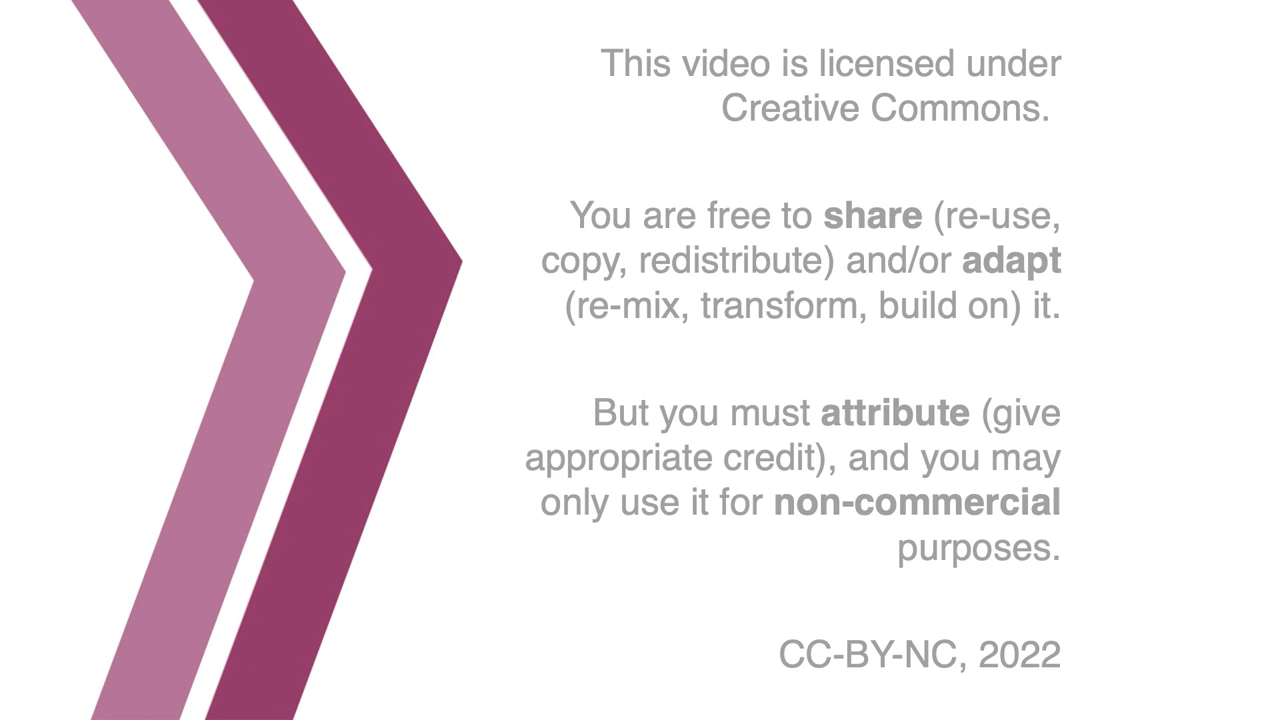 This video is licensed under
Creative Commons.
You are free to share (re-use,
copy, redistribute) and/or adapt
(re-mix, transform, build on) it.
But you must attribute (give
appropriate credit), and you may
only use it for non-commercial
purposes.
CC-BY-NC, 2022